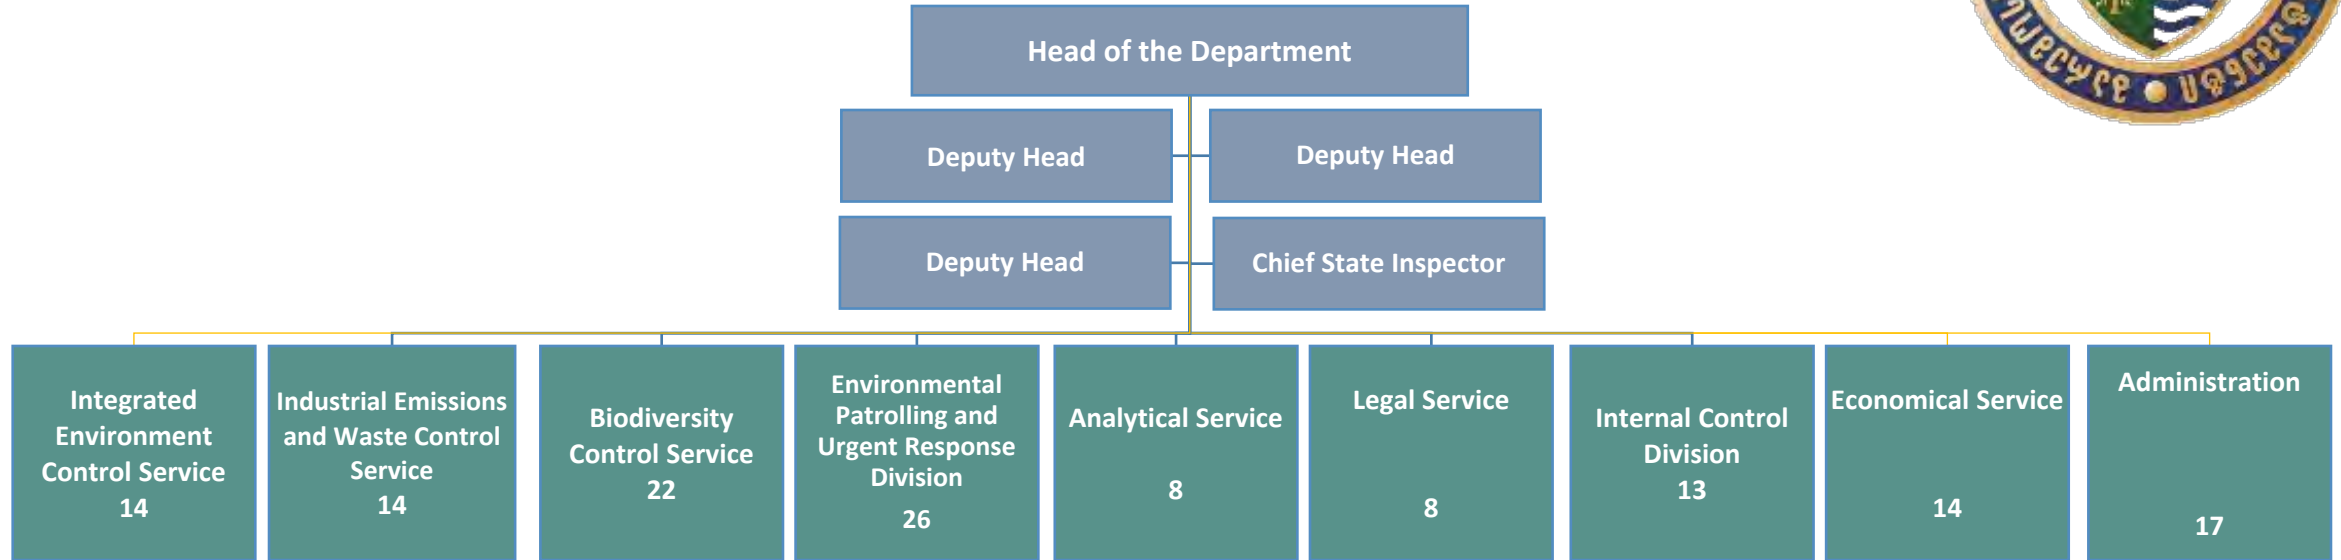 Head of the Department
Deputy Head
Deputy Head
Deputy Head
Chief State Inspector
Integrated
Environment
Control Service
14
Industrial Emissions
and Waste Control
Service
14
Biodiversity
Control Service
22
Environmental
Patrolling and
Urgent Response
Division
26
Analytical Service
8
Legal Service
8
Internal Control
Division
13
Economical Service
14
Administration
17